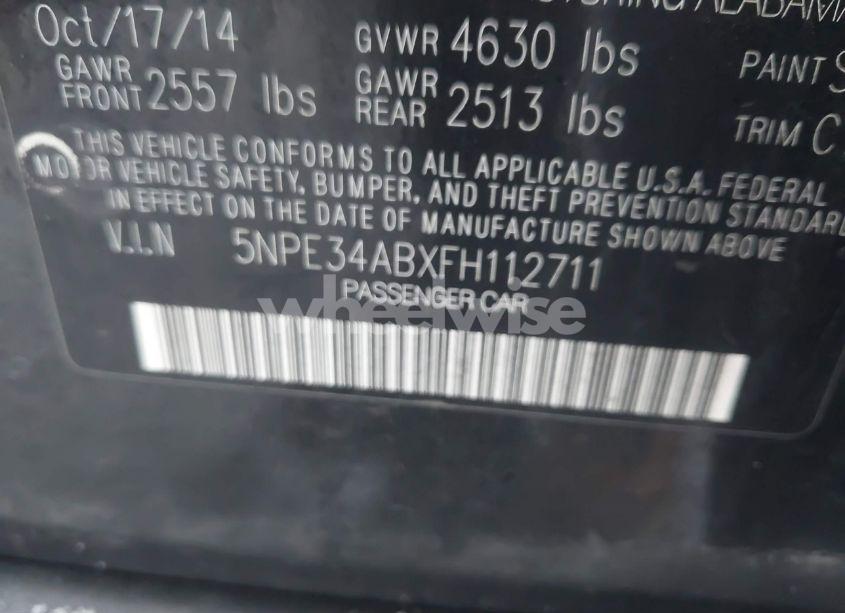 Oct/17/14 GVWR 4630 lbs PAINT
GAWR FRONT 2557 lbs GAWR REAR 2513 lbs TRIM C
THIS VEHICLE CONFORMS TO ALL APPLICABLE U.S.A. FEDERAL
MOTOR VEHICLE SAFETY, BUMPER, AND THEFT PREVENTION STANDARD
IN EFFECT ON THE DATE OF MANUFACTURE SHOWN ABOVE
V.I.N 5NPE34ABXFH112711
PASSENGER CAR
wheelwise